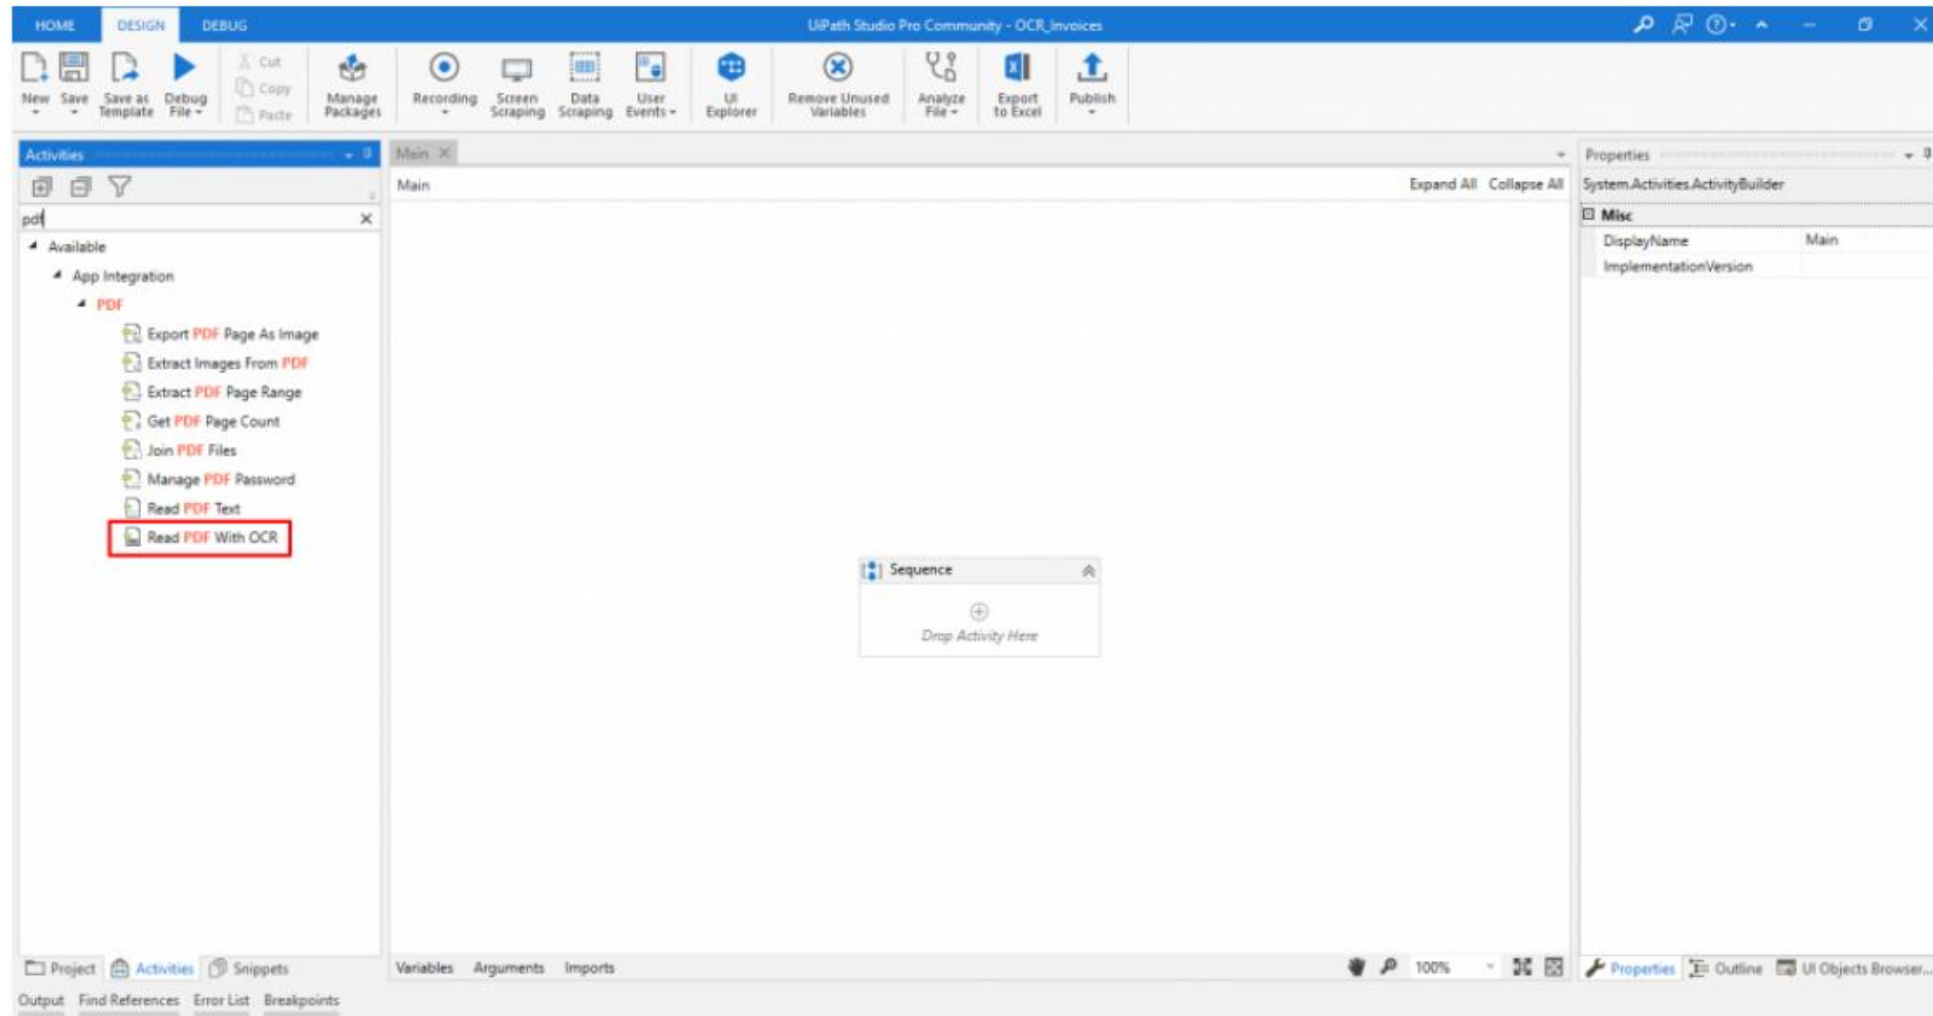 HOME DESIGN DEBUG UiPath Studio Pro Community - OCR_Invoices
New Save Save as Template Debug File Cut Copy Paste Manage Packages Recording Screen Scraping Data Scraping User Events UI Explorer Remove Unused Variables Analyze File Export to Excel Publish
Activities
pdf
Available
App Integration
PDF
Export PDF Page As Image
Extract Images From PDF
Extract PDF Page Range
Get PDF Page Count
Join PDF Files
Manage PDF Password
Read PDF Text
Read PDF With OCR
Project Activities Snippets
Main
Main Expand All Collapse All
Sequence
Drop Activity Here
Variables Arguments Imports 100%
Properties
System.Activities.ActivityBuilder
Misc
DisplayName Main
ImplementationVersion
Properties Outline UI Objects Browser...
Output Find References Error List Breakpoints